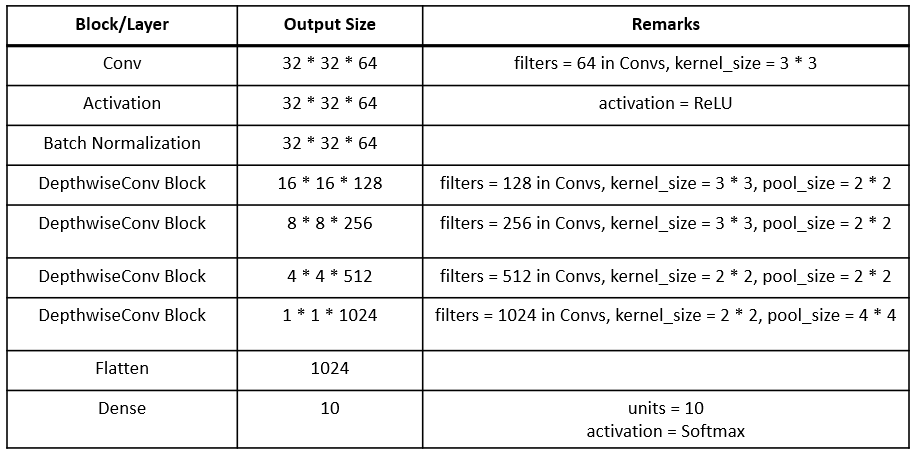 Block/Layer Output Size Remarks
Conv 32 * 32 * 64 filters = 64 in Convs, kernel_size = 3 * 3
Activation 32 * 32 * 64 activation = ReLU
Batch Normalization 32 * 32 * 64
DepthwiseConv Block 16 * 16 * 128 filters = 128 in Convs, kernel_size = 3 * 3, pool_size = 2 * 2
DepthwiseConv Block 8 * 8 * 256 filters = 256 in Convs, kernel_size = 3 * 3, pool_size = 2 * 2
DepthwiseConv Block 4 * 4 * 512 filters = 512 in Convs, kernel_size = 2 * 2, pool_size = 2 * 2
DepthwiseConv Block 1 * 1 * 1024 filters = 1024 in Convs, kernel_size = 2 * 2, pool_size = 4 * 4
Flatten 1024
Dense 10 units = 10
activation = Softmax